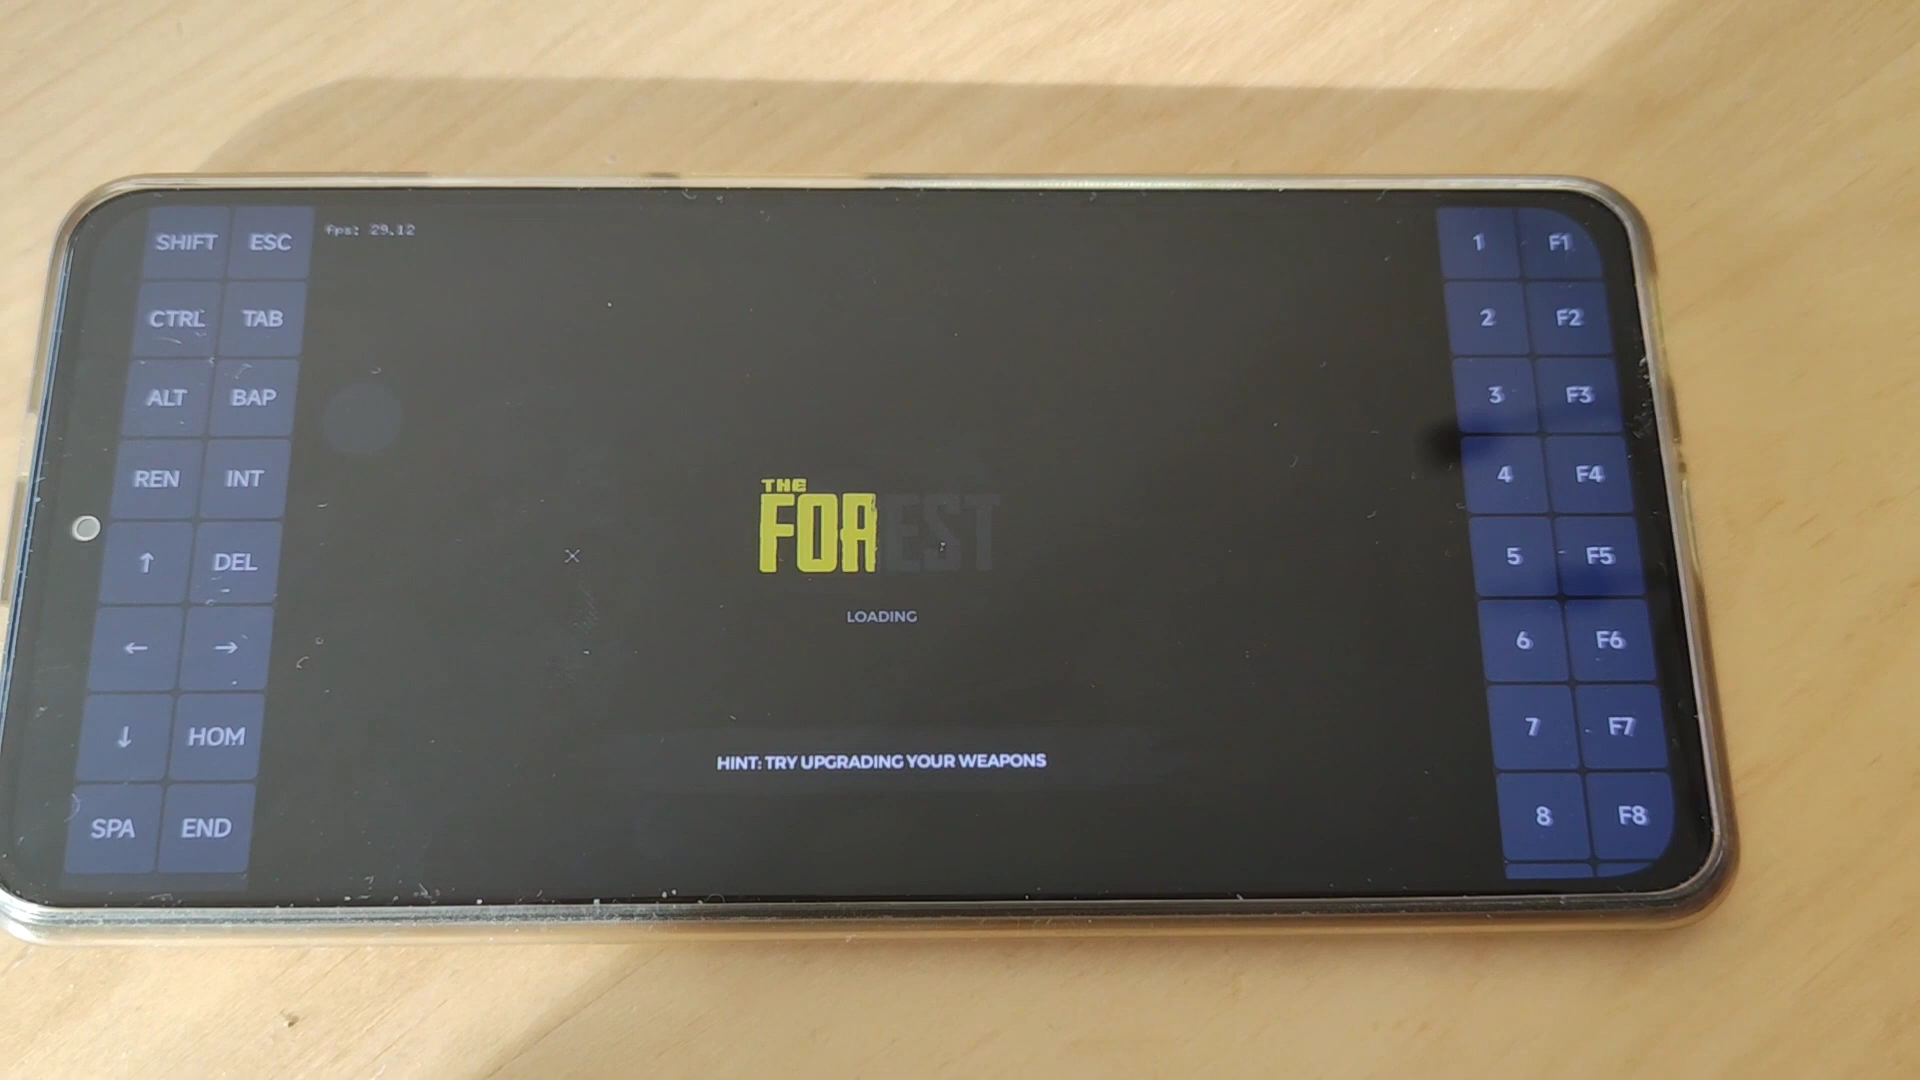 SHIFT ESC
CTRL TAB
ALT BAP
REN INT
↑ DEL
← →
↓ HOM
SPA END
fps: 29.12
THE
FOREST
LOADING
HINT: TRY UPGRADING YOUR WEAPONS
1 F1
2 F2
3 F3
4 F4
5 F5
6 F6
7 F7
8 F8